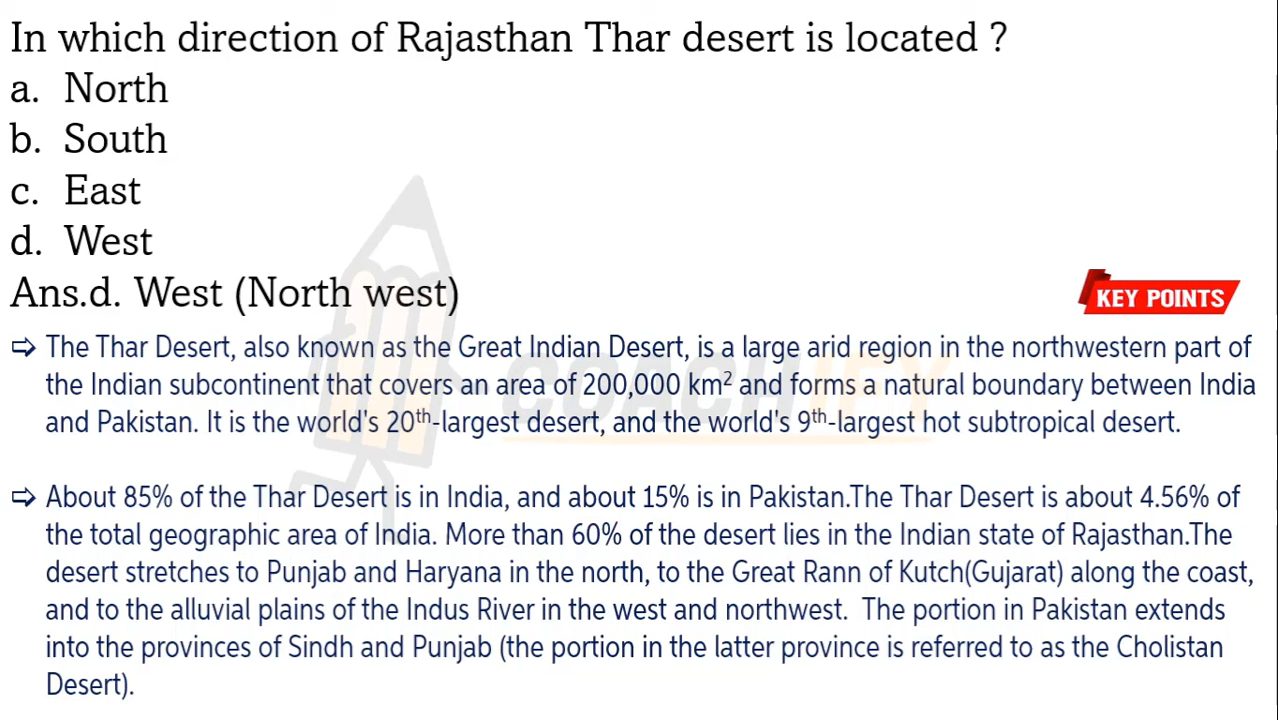 In which direction of Rajasthan Thar desert is located ?
a. North
b. South
c. East
d. West
Ans.d. West (North west)
KEY POINTS
⇨ The Thar Desert, also known as the Great Indian Desert, is a large arid region in the northwestern part of
the Indian subcontinent that covers an area of 200,000 km² and forms a natural boundary between India
and Pakistan. It is the world's 20th-largest desert, and the world's 9th-largest hot subtropical desert.
COACHIFY
⇨ About 85% of the Thar Desert is in India, and about 15% is in Pakistan.The Thar Desert is about 4.56% of
the total geographic area of India. More than 60% of the desert lies in the Indian state of Rajasthan.The
desert stretches to Punjab and Haryana in the north, to the Great Rann of Kutch(Gujarat) along the coast,
and to the alluvial plains of the Indus River in the west and northwest. The portion in Pakistan extends
into the provinces of Sindh and Punjab (the portion in the latter province is referred to as the Cholistan
Desert).